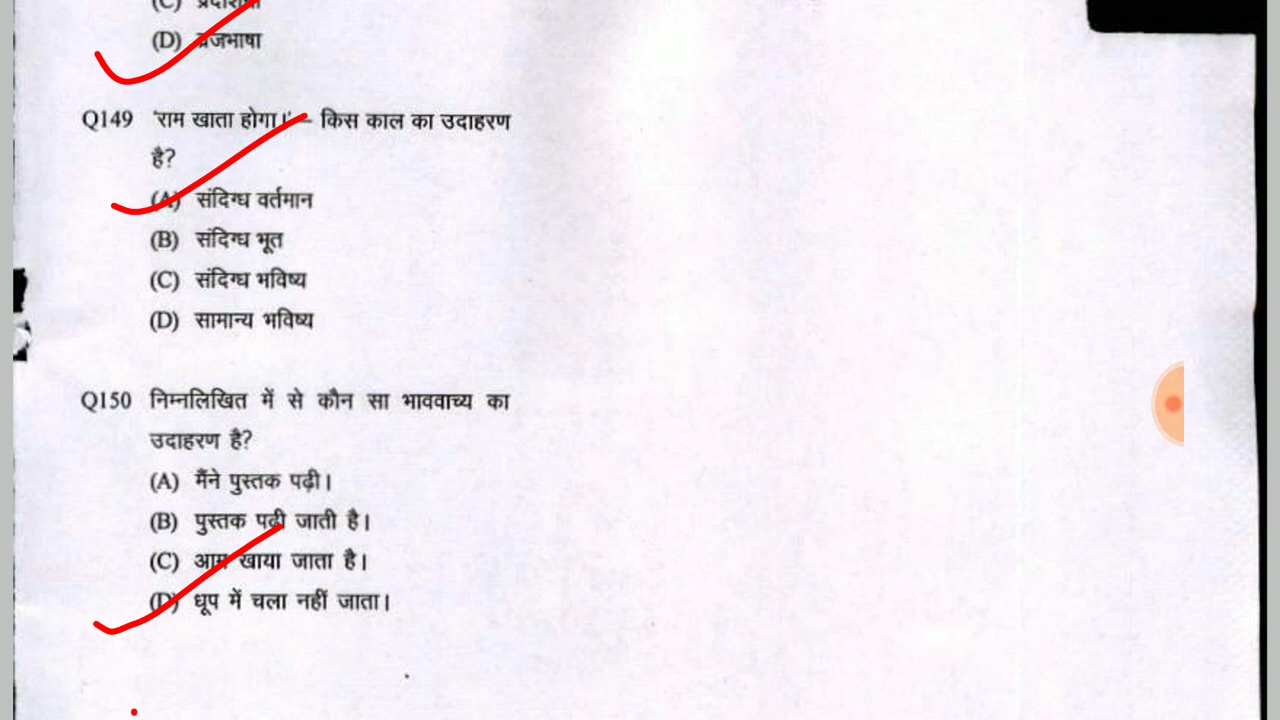 (C) प्रदर्शिषी
(D) ब्रजभाषा
Q149 'राम खाता होगा।' – किस काल का उदाहरण
है?
(A) संदिग्ध वर्तमान
(B) संदिग्ध भूत
(C) संदिग्ध भविष्य
(D) सामान्य भविष्य
Q150 निम्नलिखित में से कौन सा भाववाच्य का
उदाहरण है?
(A) मैंने पुस्तक पढ़ी।
(B) पुस्तक पढ़ी जाती है।
(C) आम खाया जाता है।
(D) धूप में चला नहीं जाता।